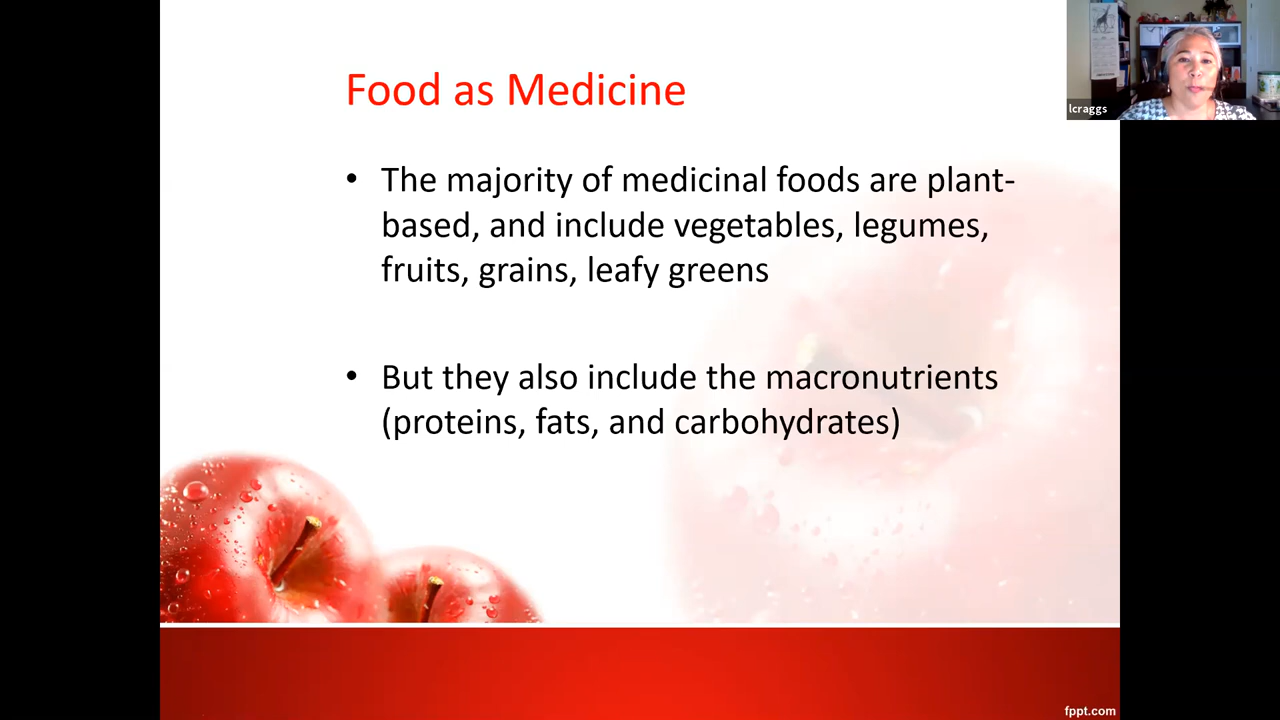 Food as Medicine
lcraggs
• The majority of medicinal foods are plant-
based, and include vegetables, legumes,
fruits, grains, leafy greens
• But they also include the macronutrients
(proteins, fats, and carbohydrates)
fppt.com